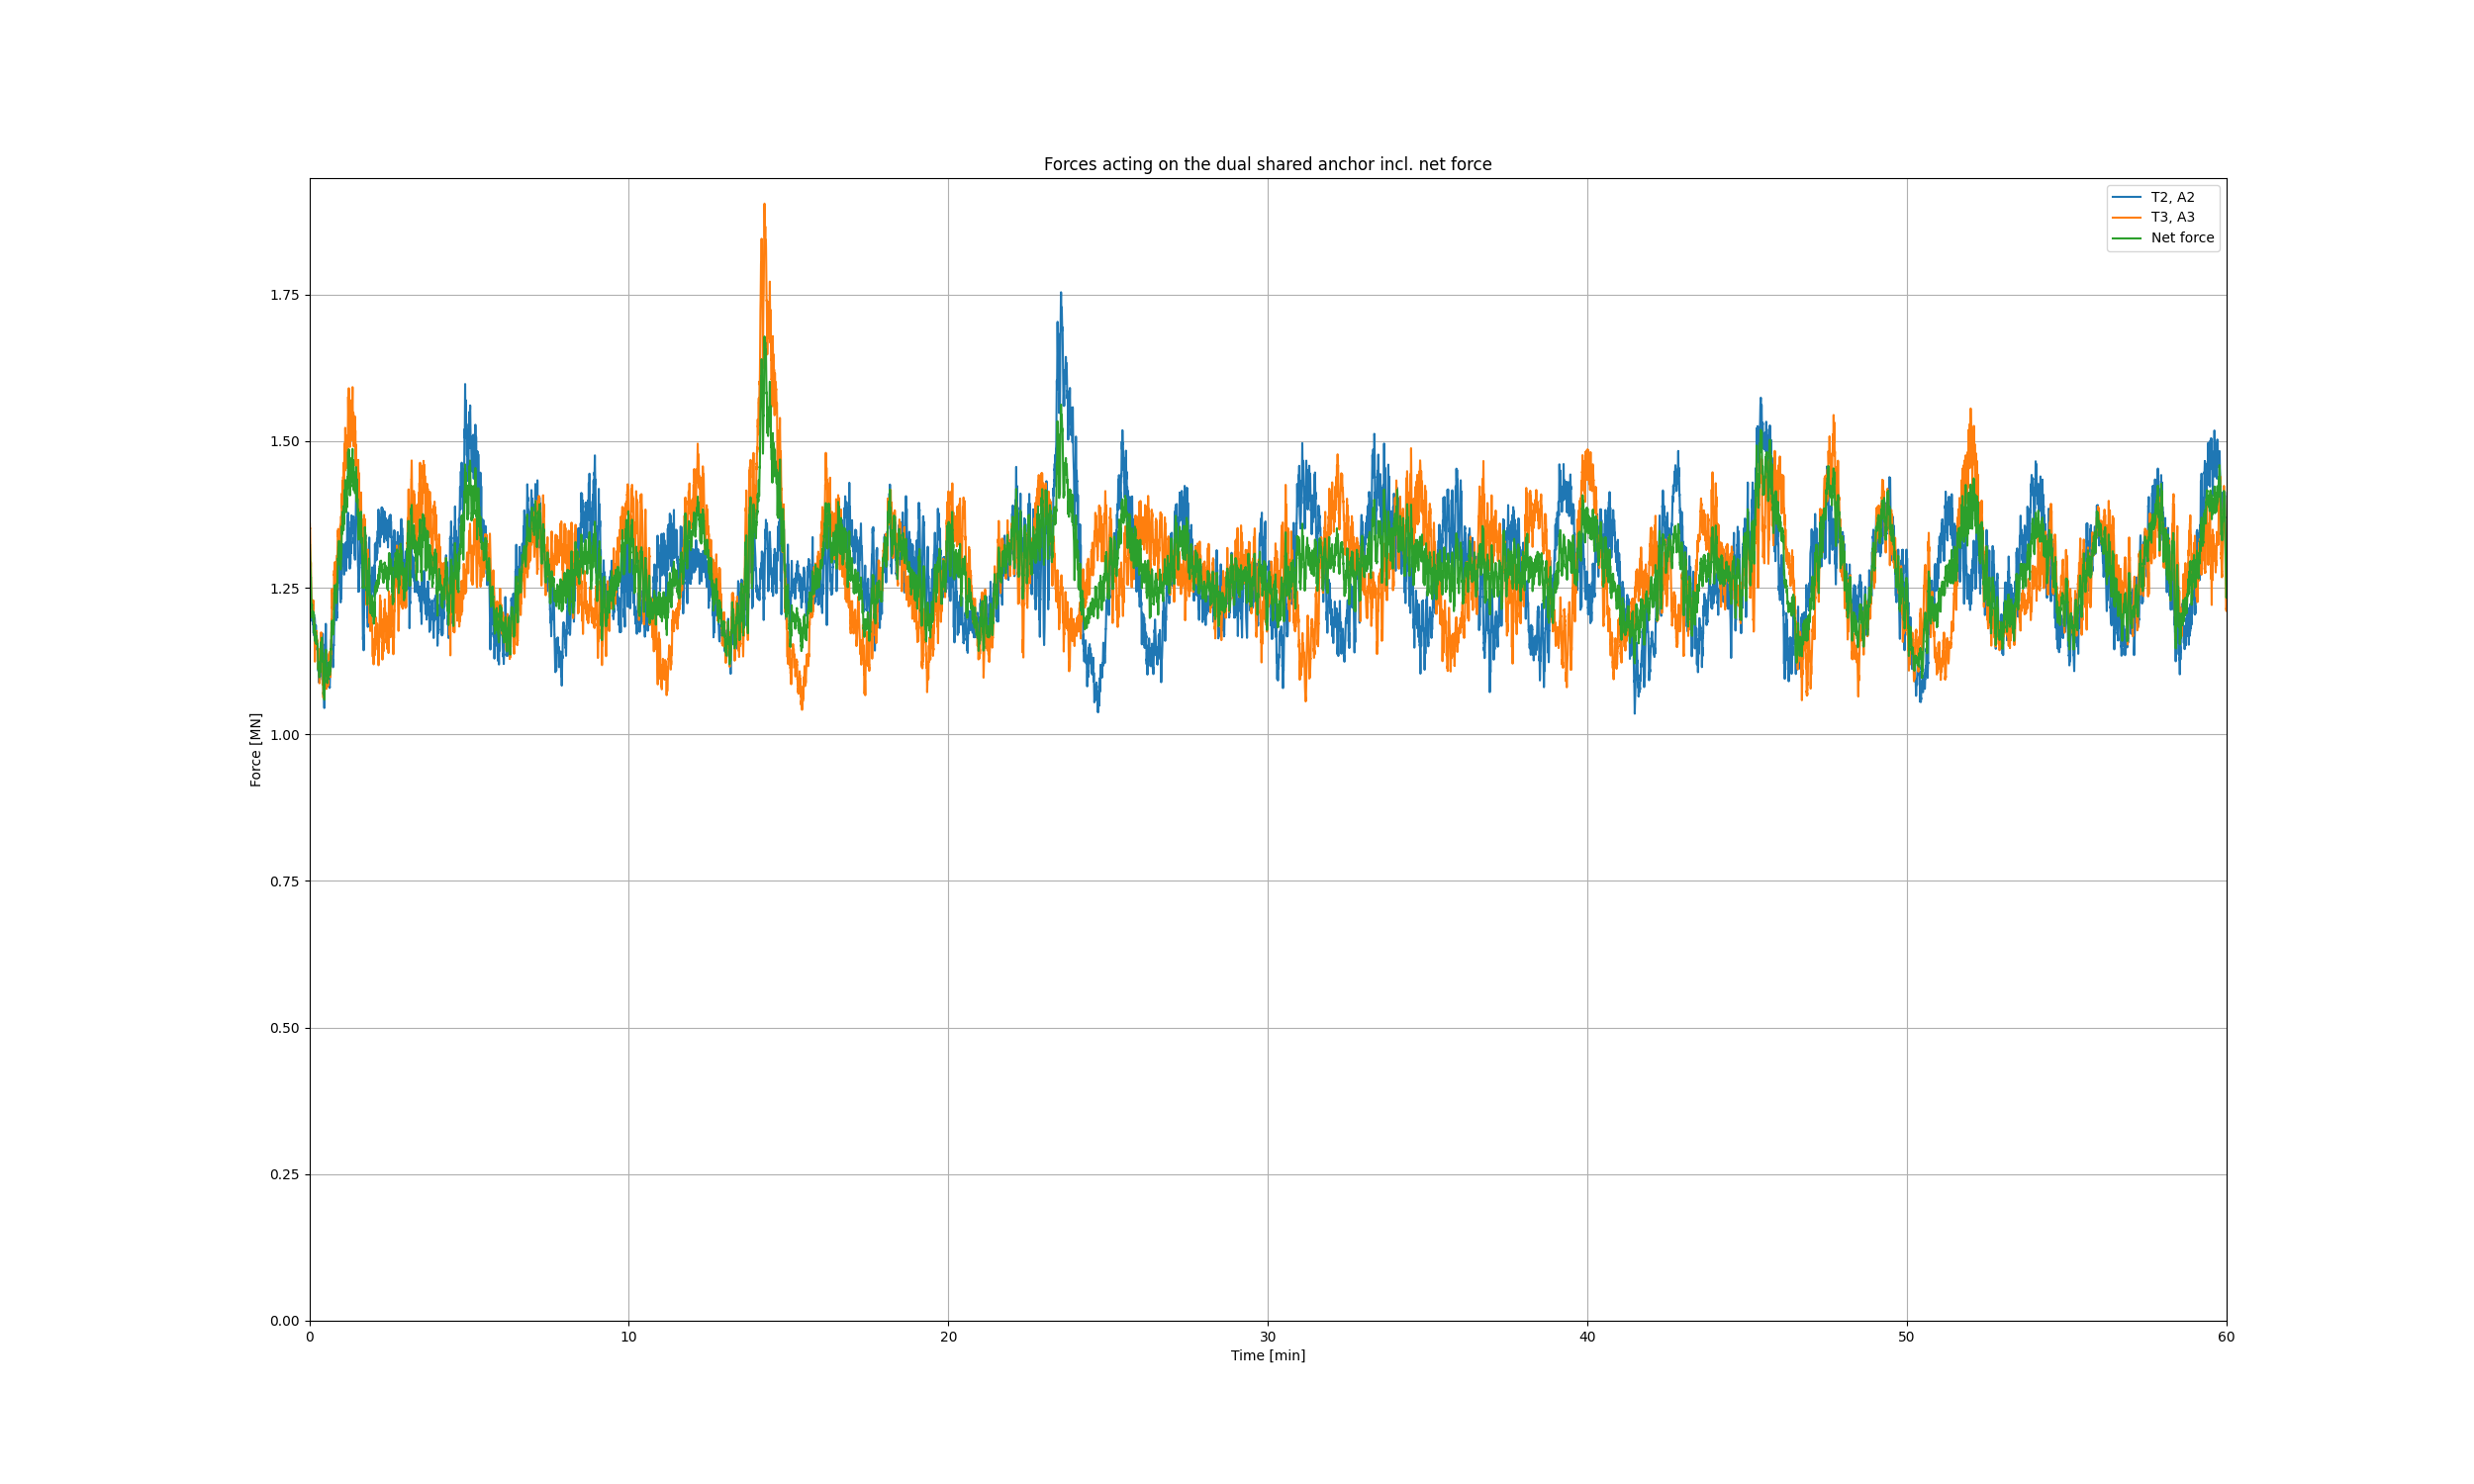 Forces acting on the dual shared anchor incl. net force
T2, A2
T3, A3
Net force
1.75
1.50
1.25
1.00
0.75
0.50
0.25
0.00
Force [MN]
0 10 20 30 40 50 60
Time [min]